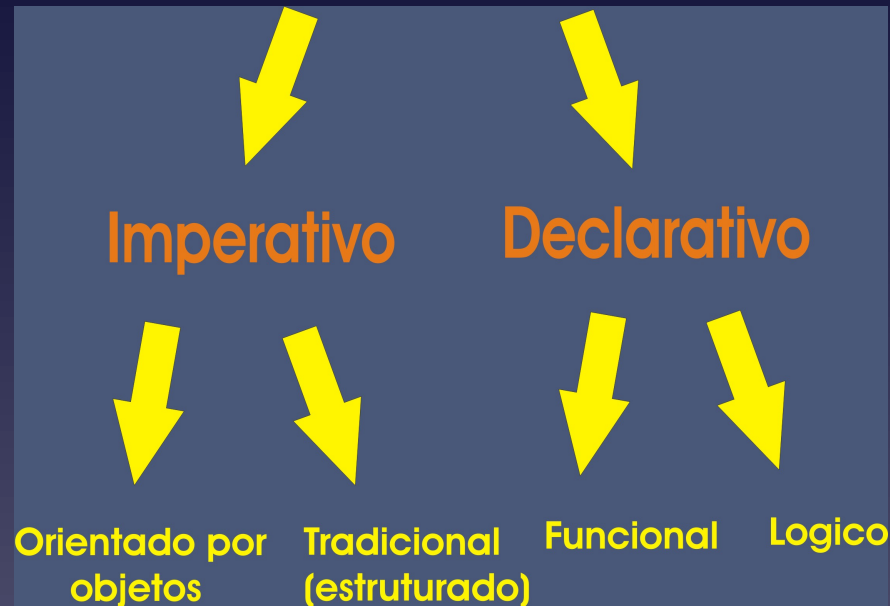 Imperativo
Declarativo
Orientado por
objetos
Tradicional
(estruturado)
Funcional
Logico